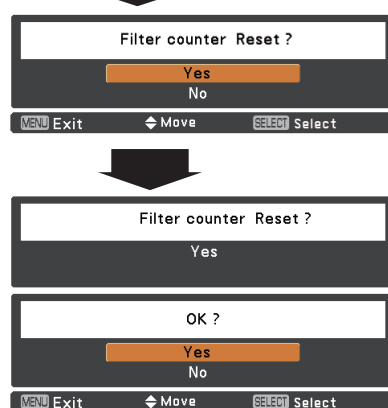 Filter counter Reset ?
Yes
No
MENU Exit Move SELECT Select
Filter counter Reset ?
Yes
OK ?
Yes
No
MENU Exit Move SELECT Select